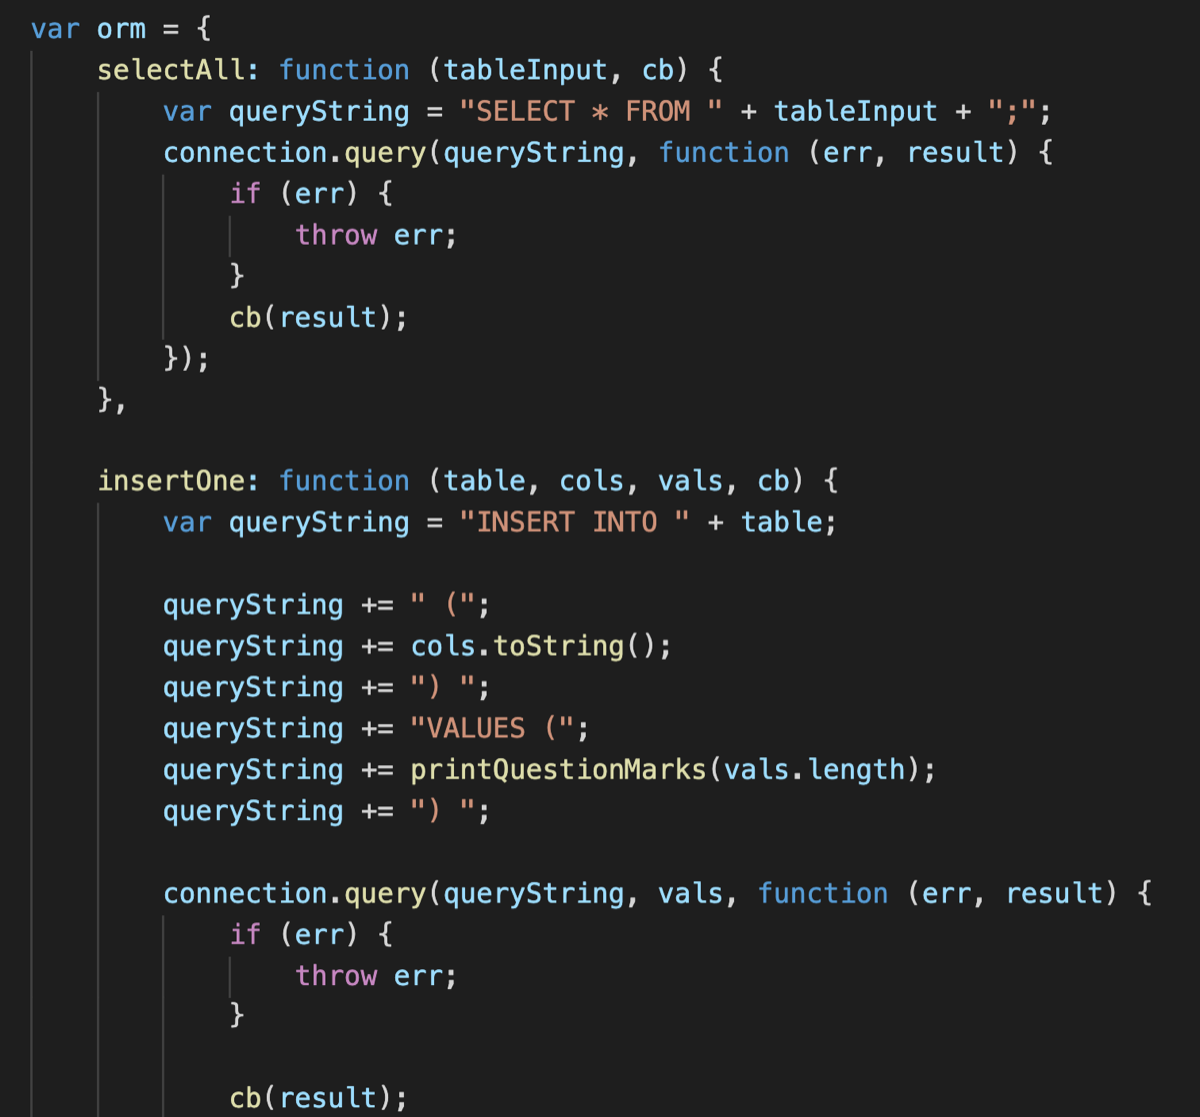 var orm = {
    selectAll: function (tableInput, cb) {
        var queryString = "SELECT * FROM " + tableInput + ";";
        connection.query(queryString, function (err, result) {
            if (err) {
                throw err;
            }
            cb(result);
        });
    },

    insertOne: function (table, cols, vals, cb) {
        var queryString = "INSERT INTO " + table;

        queryString += " (";
        queryString += cols.toString();
        queryString += ") ";
        queryString += "VALUES (";
        queryString += printQuestionMarks(vals.length);
        queryString += ") ";

        connection.query(queryString, vals, function (err, result) {
            if (err) {
                throw err;
            }

            cb(result);